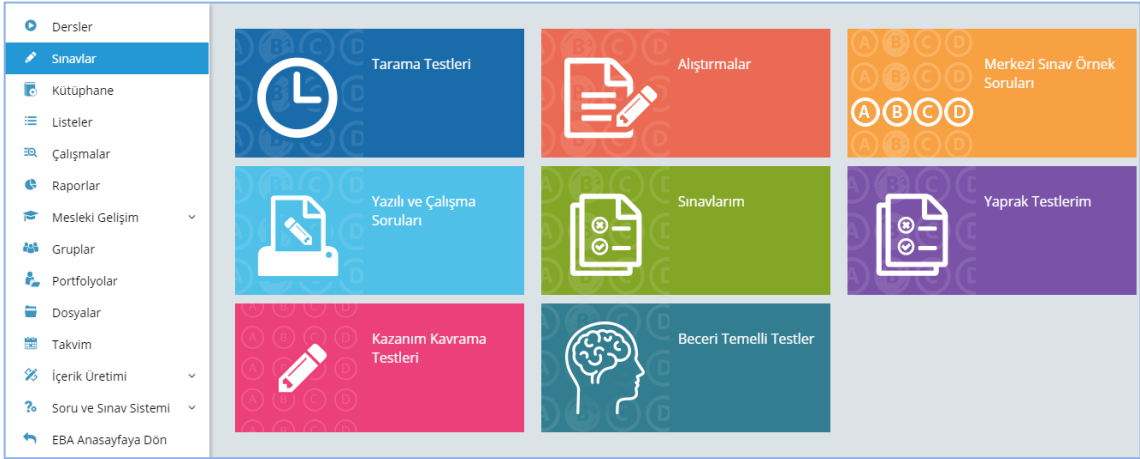 Dersler
Sınavlar
Kütüphane
Listeler
Çalışmalar
Raporlar
Mesleki Gelişim
Gruplar
Portfolyolar
Dosyalar
Takvim
İçerik Üretimi
Soru ve Sınav Sistemi
EBA Anasayfaya Dön
Tarama Testleri
Alıştırmalar
Merkezi Sınav Örnek
Soruları
A B C D
Yazılı ve Çalışma
Soruları
Sınavlarım
Yaprak Testlerim
Kazanım Kavrama
Testleri
Beceri Temelli Testler